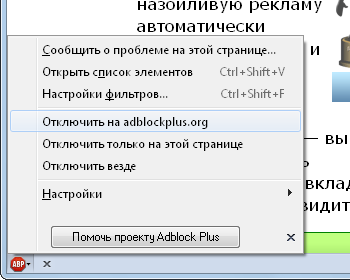 назойливую рекламу
автоматически
и
Сообщить о проблеме на этой странице...
Открыть список элементов Ctrl+Shift+V
Настройки фильтров... Ctrl+Shift+F
Отключить на adblockplus.org
— вы
Отключить только на этой странице
Отключить везде
вклад
Настройки
видит
Помочь проекту Adblock Plus
ABP